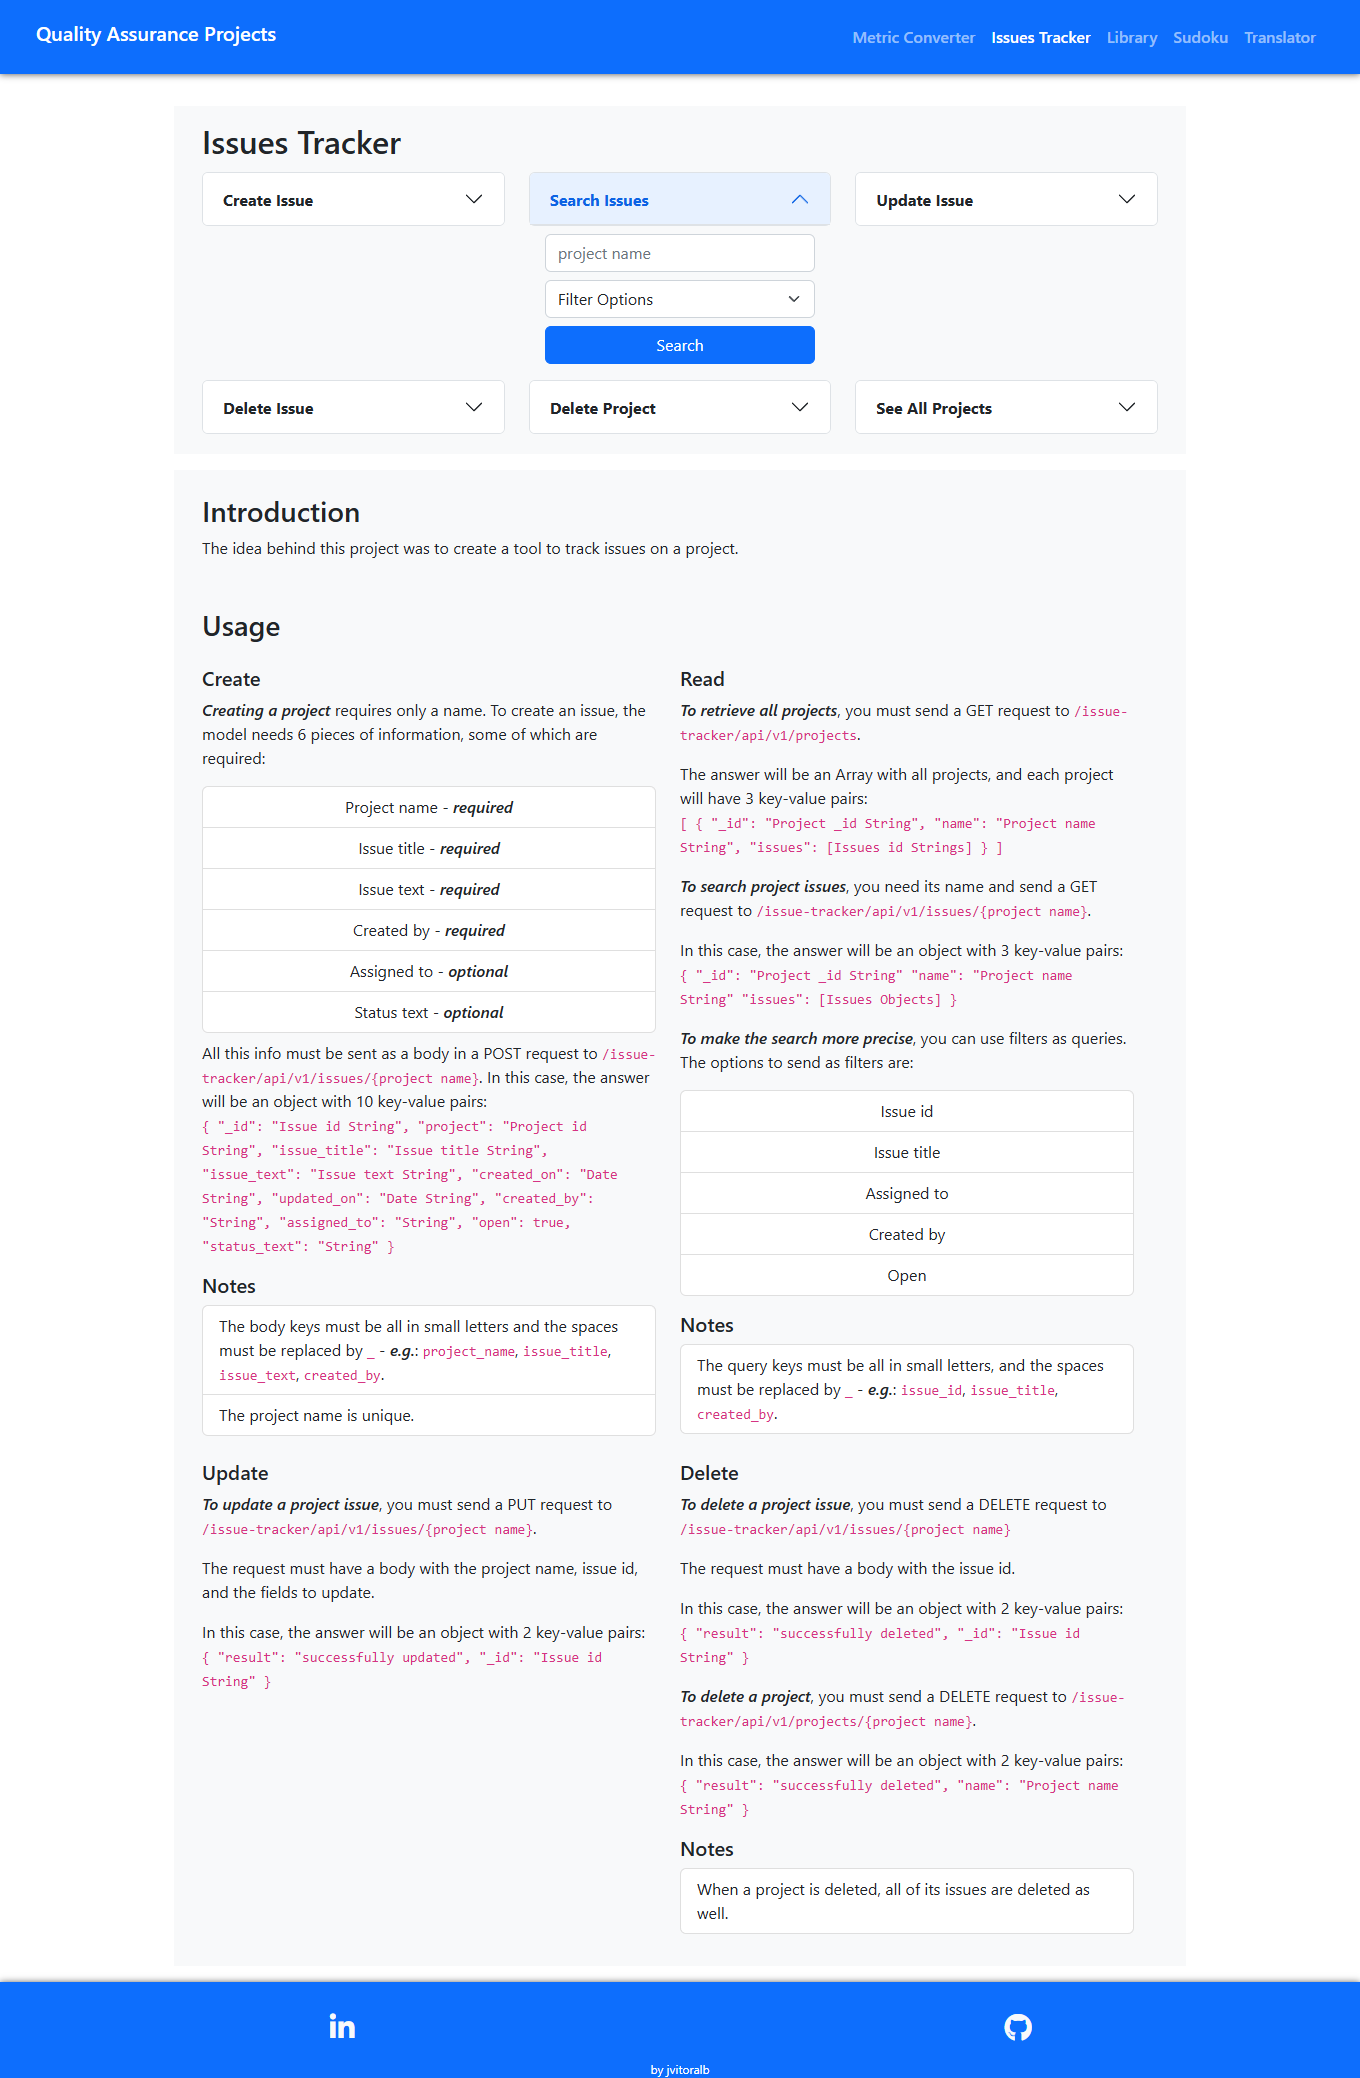 Quality Assurance Projects
Metric Converter Issues Tracker Library Sudoku Translator
Issues Tracker
Create Issue
Search Issues
project name
Filter Options
Search
Update Issue
Delete Issue
Delete Project
See All Projects
Introduction
The idea behind this project was to create a tool to track issues on a project.
Usage
Create
Creating a project requires only a name. To create an issue, the
model needs 6 pieces of information, some of which are
required:
Project name - required
Issue title - required
Issue text - required
Created by - required
Assigned to - optional
Status text - optional
All this info must be sent as a body in a POST request to /issue-
tracker/api/v1/issues/{project name}. In this case, the answer
will be an object with 10 key-value pairs:
{ "_id": "Issue id String", "project": "Project id
String", "issue_title": "Issue title String",
"issue_text": "Issue text String", "created_on": "Date
String", "updated_on": "Date String", "created_by":
"String", "assigned_to": "String", "open": true,
"status_text": "String" }
Notes
The body keys must be all in small letters and the spaces
must be replaced by _ - e.g.: project_name, issue_title,
issue_text, created_by.
The project name is unique.
Read
To retrieve all projects, you must send a GET request to /issue-
tracker/api/v1/projects.
The answer will be an Array with all projects, and each project
will have 3 key-value pairs:
[ { "_id": "Project _id String", "name": "Project name
String", "issues": [Issues id Strings] } ]
To search project issues, you need its name and send a GET
request to /issue-tracker/api/v1/issues/{project name}.
In this case, the answer will be an object with 3 key-value pairs:
{ "_id": "Project _id String" "name": "Project name
String" "issues": [Issues Objects] }
To make the search more precise, you can use filters as queries.
The options to send as filters are:
Issue id
Issue title
Assigned to
Created by
Open
Notes
The query keys must be all in small letters, and the spaces
must be replaced by _ - e.g.: issue_id, issue_title,
created_by.
Update
To update a project issue, you must send a PUT request to
/issue-tracker/api/v1/issues/{project name}.
The request must have a body with the project name, issue id,
and the fields to update.
In this case, the answer will be an object with 2 key-value pairs:
{ "result": "successfully updated", "_id": "Issue id
String" }
Delete
To delete a project issue, you must send a DELETE request to
/issue-tracker/api/v1/issues/{project name}
The request must have a body with the issue id.
In this case, the answer will be an object with 2 key-value pairs:
{ "result": "successfully deleted", "_id": "Issue id
String" }
To delete a project, you must send a DELETE request to /issue-
tracker/api/v1/projects/{project name}.
In this case, the answer will be an object with 2 key-value pairs:
{ "result": "successfully deleted", "name": "Project name
String" }
Notes
When a project is deleted, all of its issues are deleted as
well.
in
by jvitoralb